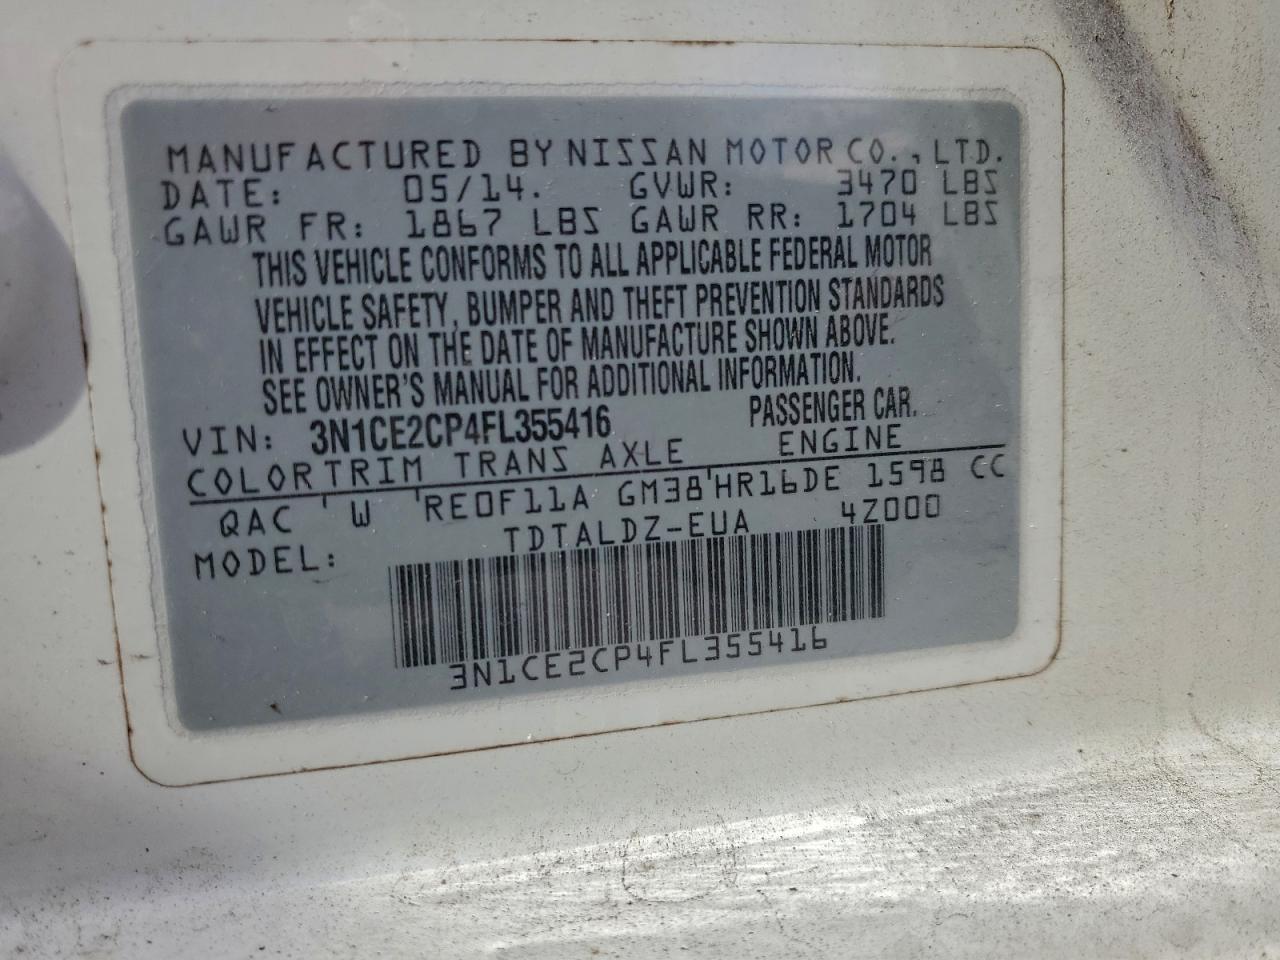 MANUFACTURED BY NISSAN MOTOR CO., LTD.
DATE: 05/14. GVWR: 3470 LBS
GAWR FR: 1867 LBS GAWR RR: 1704 LBS
THIS VEHICLE CONFORMS TO ALL APPLICABLE FEDERAL MOTOR
VEHICLE SAFETY, BUMPER AND THEFT PREVENTION STANDARDS
IN EFFECT ON THE DATE OF MANUFACTURE SHOWN ABOVE.
SEE OWNER'S MANUAL FOR ADDITIONAL INFORMATION.
VIN: 3N1CE2CP4FL355416 PASSENGER CAR.
COLOR TRIM TRANS AXLE ENGINE
QAC ' W ' RE0F11A GM38 ' HR16DE 1598 CC
MODEL: TDTALDZ-EUA 4Z000
3N1CE2CP4FL355416